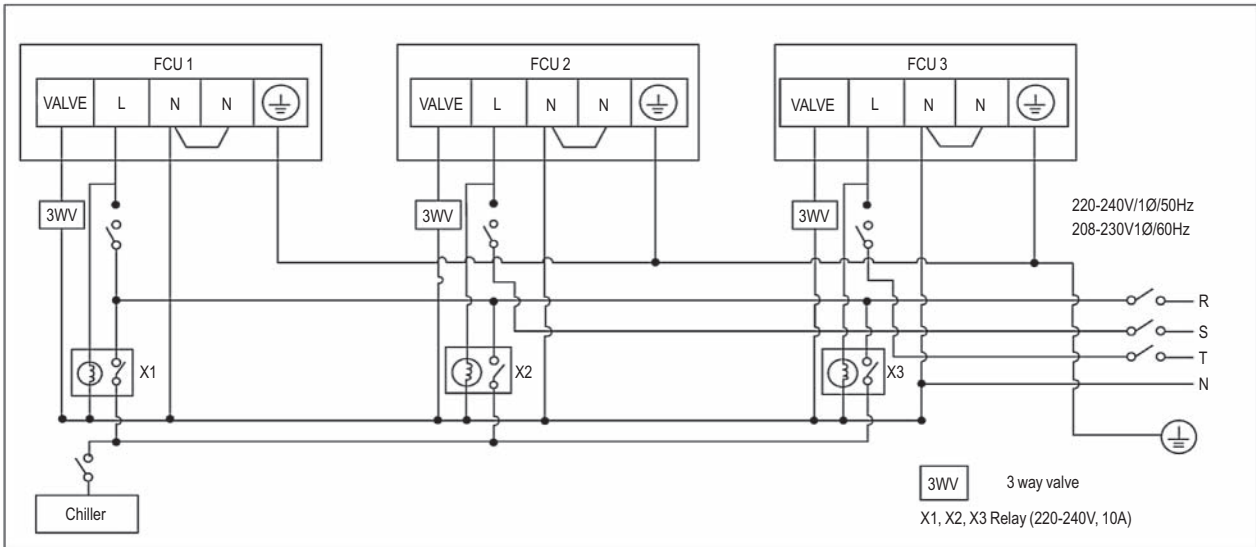 FCU 1
VALVE L N N
FCU 2
VALVE L N N
FCU 3
VALVE L N N
3WV
3WV
3WV
220-240V/1Ø/50Hz
208-230V1Ø/60Hz
R
S
T
N
X1
X2
X3
Chiller
3WV 3 way valve
X1, X2, X3 Relay (220-240V, 10A)